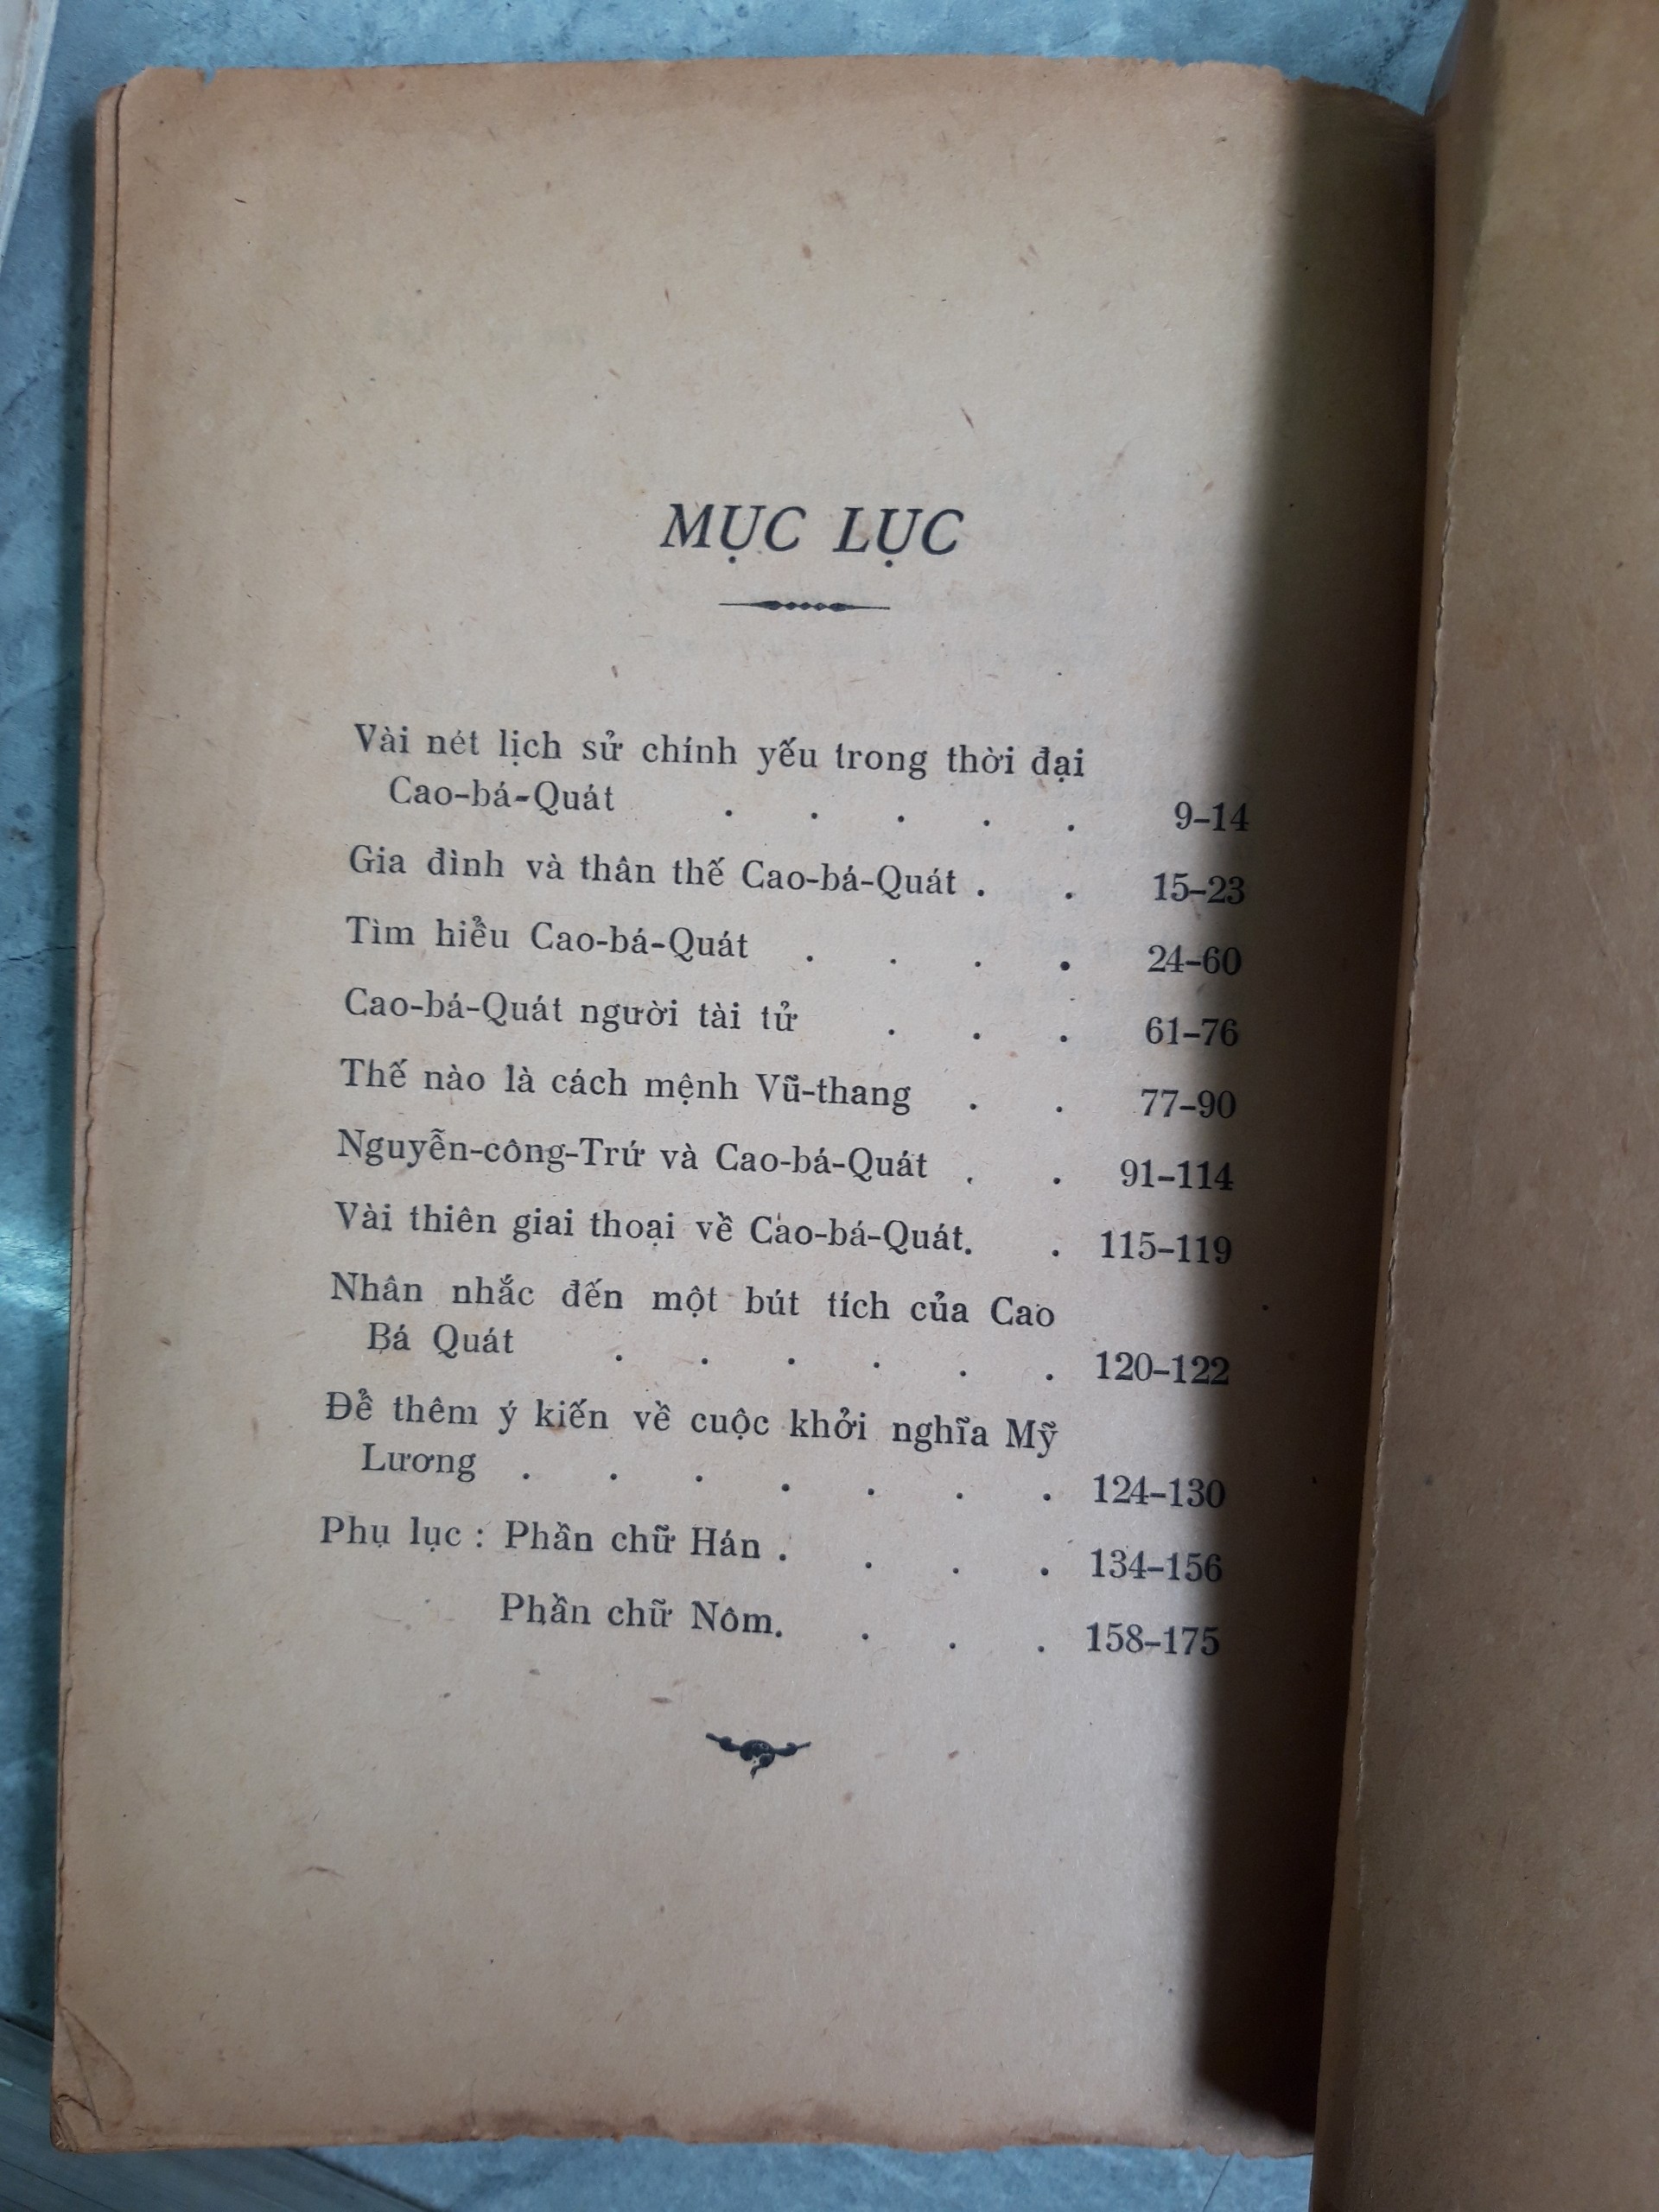 MỤC LỤC
Vài nét lịch sử chính yếu trong thời đại
Cao-bá-Quát . . . . . 9-14
Gia đình và thân thế Cao-bá-Quát . . 15-23
Tìm hiểu Cao-bá-Quát . . . . 24-60
Cao-bá-Quát người tài tử . . . 61-76
Thế nào là cách mệnh Vũ-thang . . 77-90
Nguyễn-công-Trứ và Cao-bá-Quát . . 91-114
Vài thiên giai thoại về Cao-bá-Quát. . 115-119
Nhân nhắc đến một bút tích của Cao
Bá Quát . . . . . . 120-122
Để thêm ý kiến về cuộc khởi nghĩa Mỹ
Lương . . . . . . . 124-130
Phụ lục : Phần chữ Hán . . . . 134-156
Phần chữ Nôm. . . . 158-175